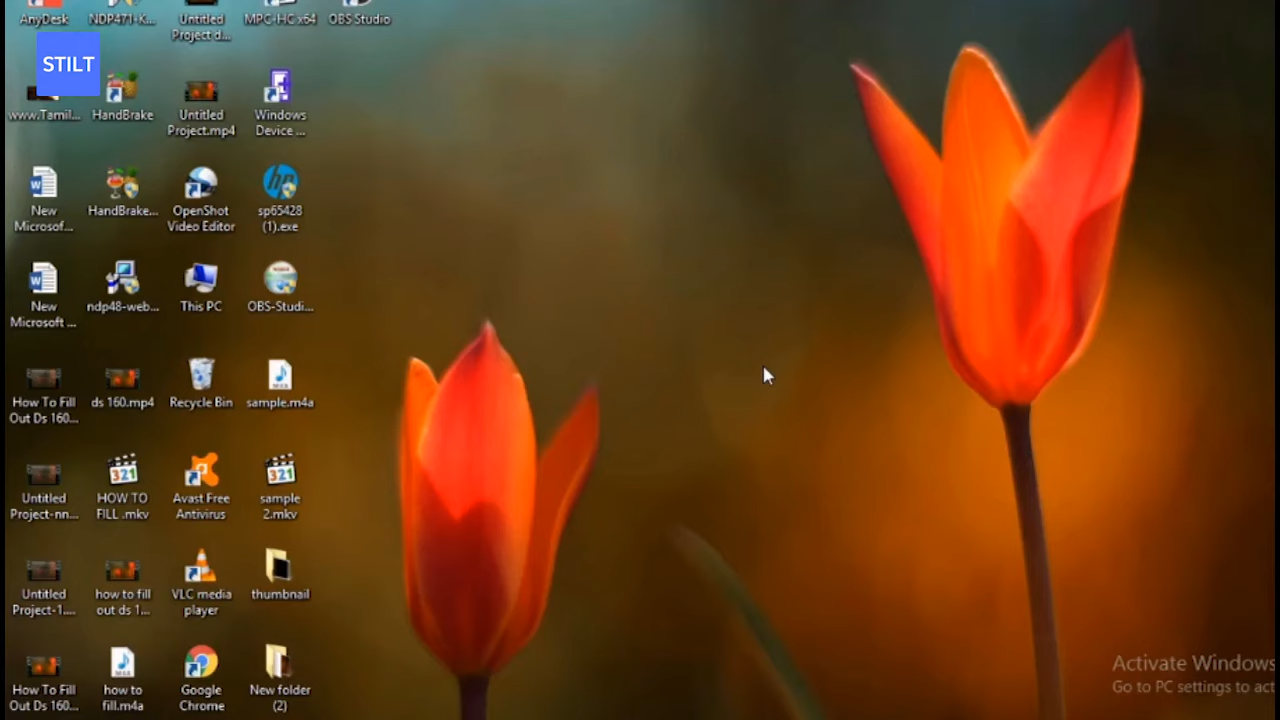 AnyDesk
NDP471-K...
Untitled
Project d...
MPC-HC x64
OBS Studio
STILT
www.Tamil...
HandBrake
Untitled
Project.mp4
Windows
Device ...
New
Microsof...
HandBrake...
OpenShot
Video Editor
sp65428
(1).exe
New
Microsoft ...
ndp48-web...
This PC
OBS-Studi...
How To Fill
Out Ds 160...
ds 160.mp4
Recycle Bin
sample.m4a
Untitled
Project-nn...
HOW TO
FILL .mkv
Avast Free
Antivirus
sample
2.mkv
Untitled
Project-1....
how to fill
out ds 1...
VLC media
player
thumbnail
How To Fill
Out Ds 160...
how to
fill.m4a
Google
Chrome
New folder
(2)
Activate Windows
Go to PC settings to act